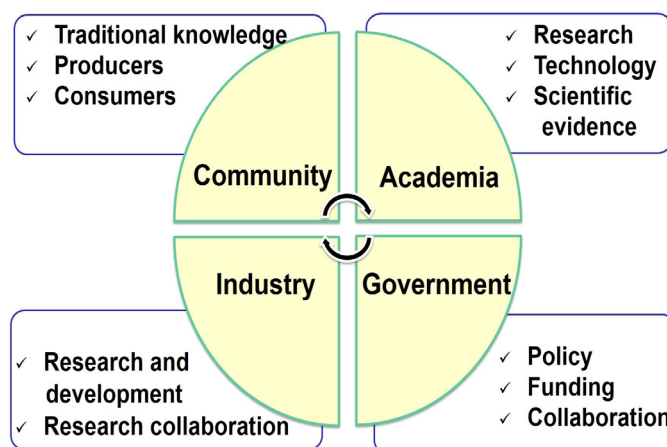 ✓ Traditional knowledge
✓ Producers
✓ Consumers
✓ Research
✓ Technology
✓ Scientific
evidence
Community
Academia
Industry
Government
✓ Research and
development
✓ Research collaboration
✓ Policy
✓ Funding
✓ Collaboration